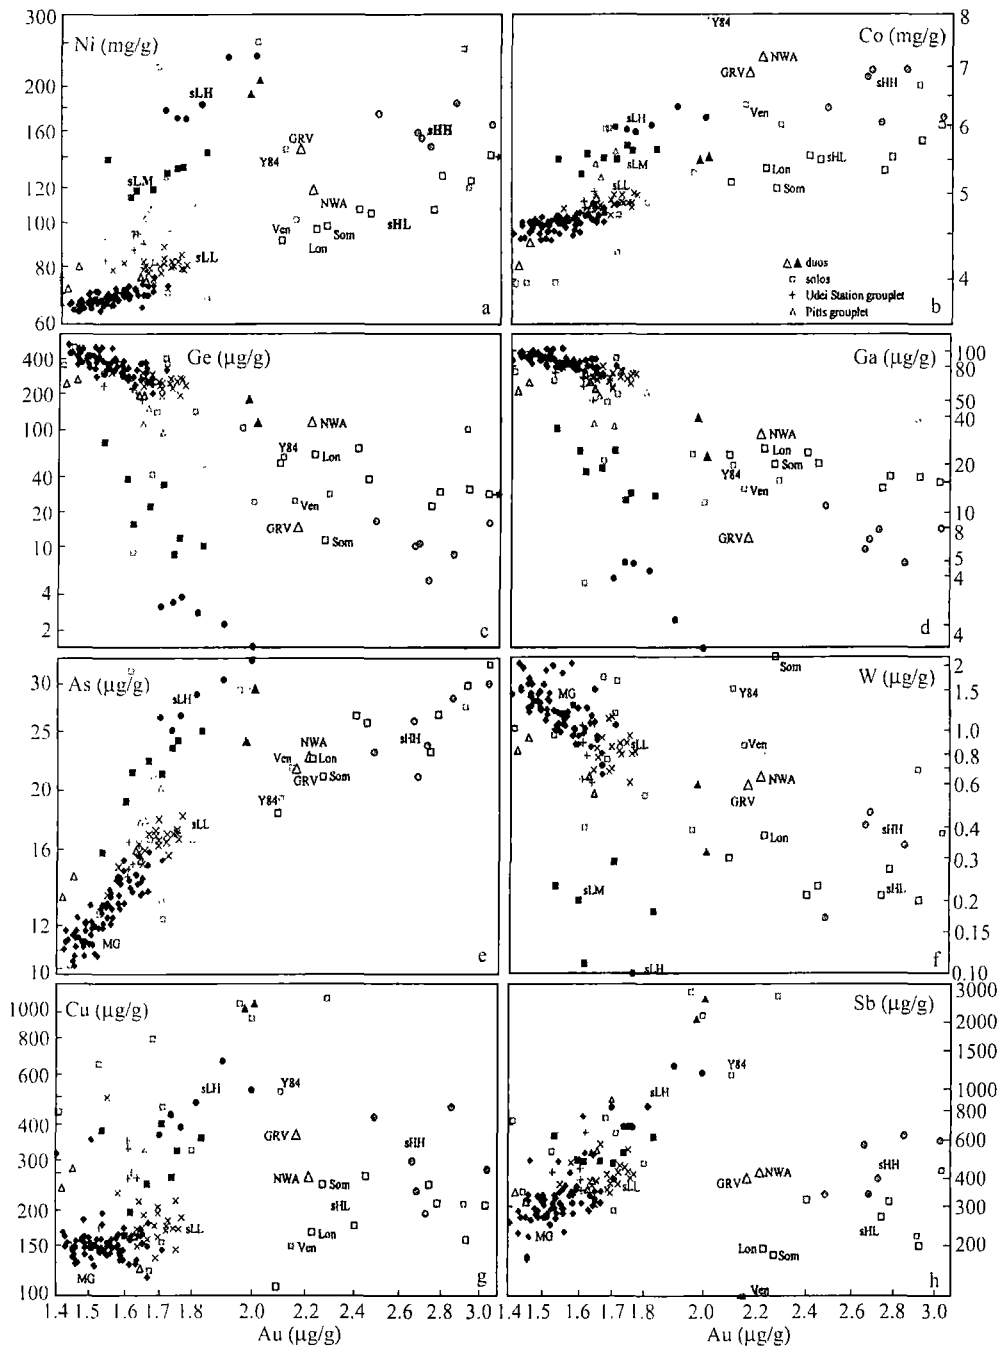 300
Ni (mg/g)
200
160
120
100
80
60
sLH
sLM
sLL
Y84
GRV
NWA
Ven
Lon
Som
sHH
sHL
a
8
Co (mg/g)
7
6
5
4
Y84
GRV
NWA
Ven
sHH
sLH
sLM
sLL
sHL
Lon
Som
duos
solos
Udei Station grouplet
Pitts grouplet
b
400
Ge (µg/g)
200
100
40
20
10
4
2
NWA
Y84
Lon
Ven
GRV
Som
c
100
Ga (µg/g)
80
40
20
10
8
5
4
4
NWA
Lon
Som
Y84
Ven
GRV
d
30
As (µg/g)
25
20
16
12
10
sLH
sLL
MG
NWA
Ven
GRV
Som
Y84
sHH
e
2.0
W (µg/g)
1.5
1.0
0.8
0.6
0.4
0.3
0.2
0.15
0.10
Som
MG
Y84
Ven
sLL
NWA
GRV
Lon
sHH
sHL
sLM
sLH
f
1000
Cu (µg/g)
800
600
400
300
200
150
100
sLH
Y84
GRV
NWA
Som
sHH
sHL
sLL
Lon
Ven
MG
g
3000
Sb (µg/g)
2000
1500
1000
800
600
400
300
200
Y84
sLH
sLL
NWA
GRV
sHH
sHL
MG
Lon
Som
Ven
h
1.4 1.5 1.6 1.7 1.8 2.0 2.2 2.4 2.6 2.8 3.0
Au (µg/g)
1.4 1.5 1.6 1.7 1.8 2.0 2.2 2.4 2.6 2.8 3.0
Au (µg/g)